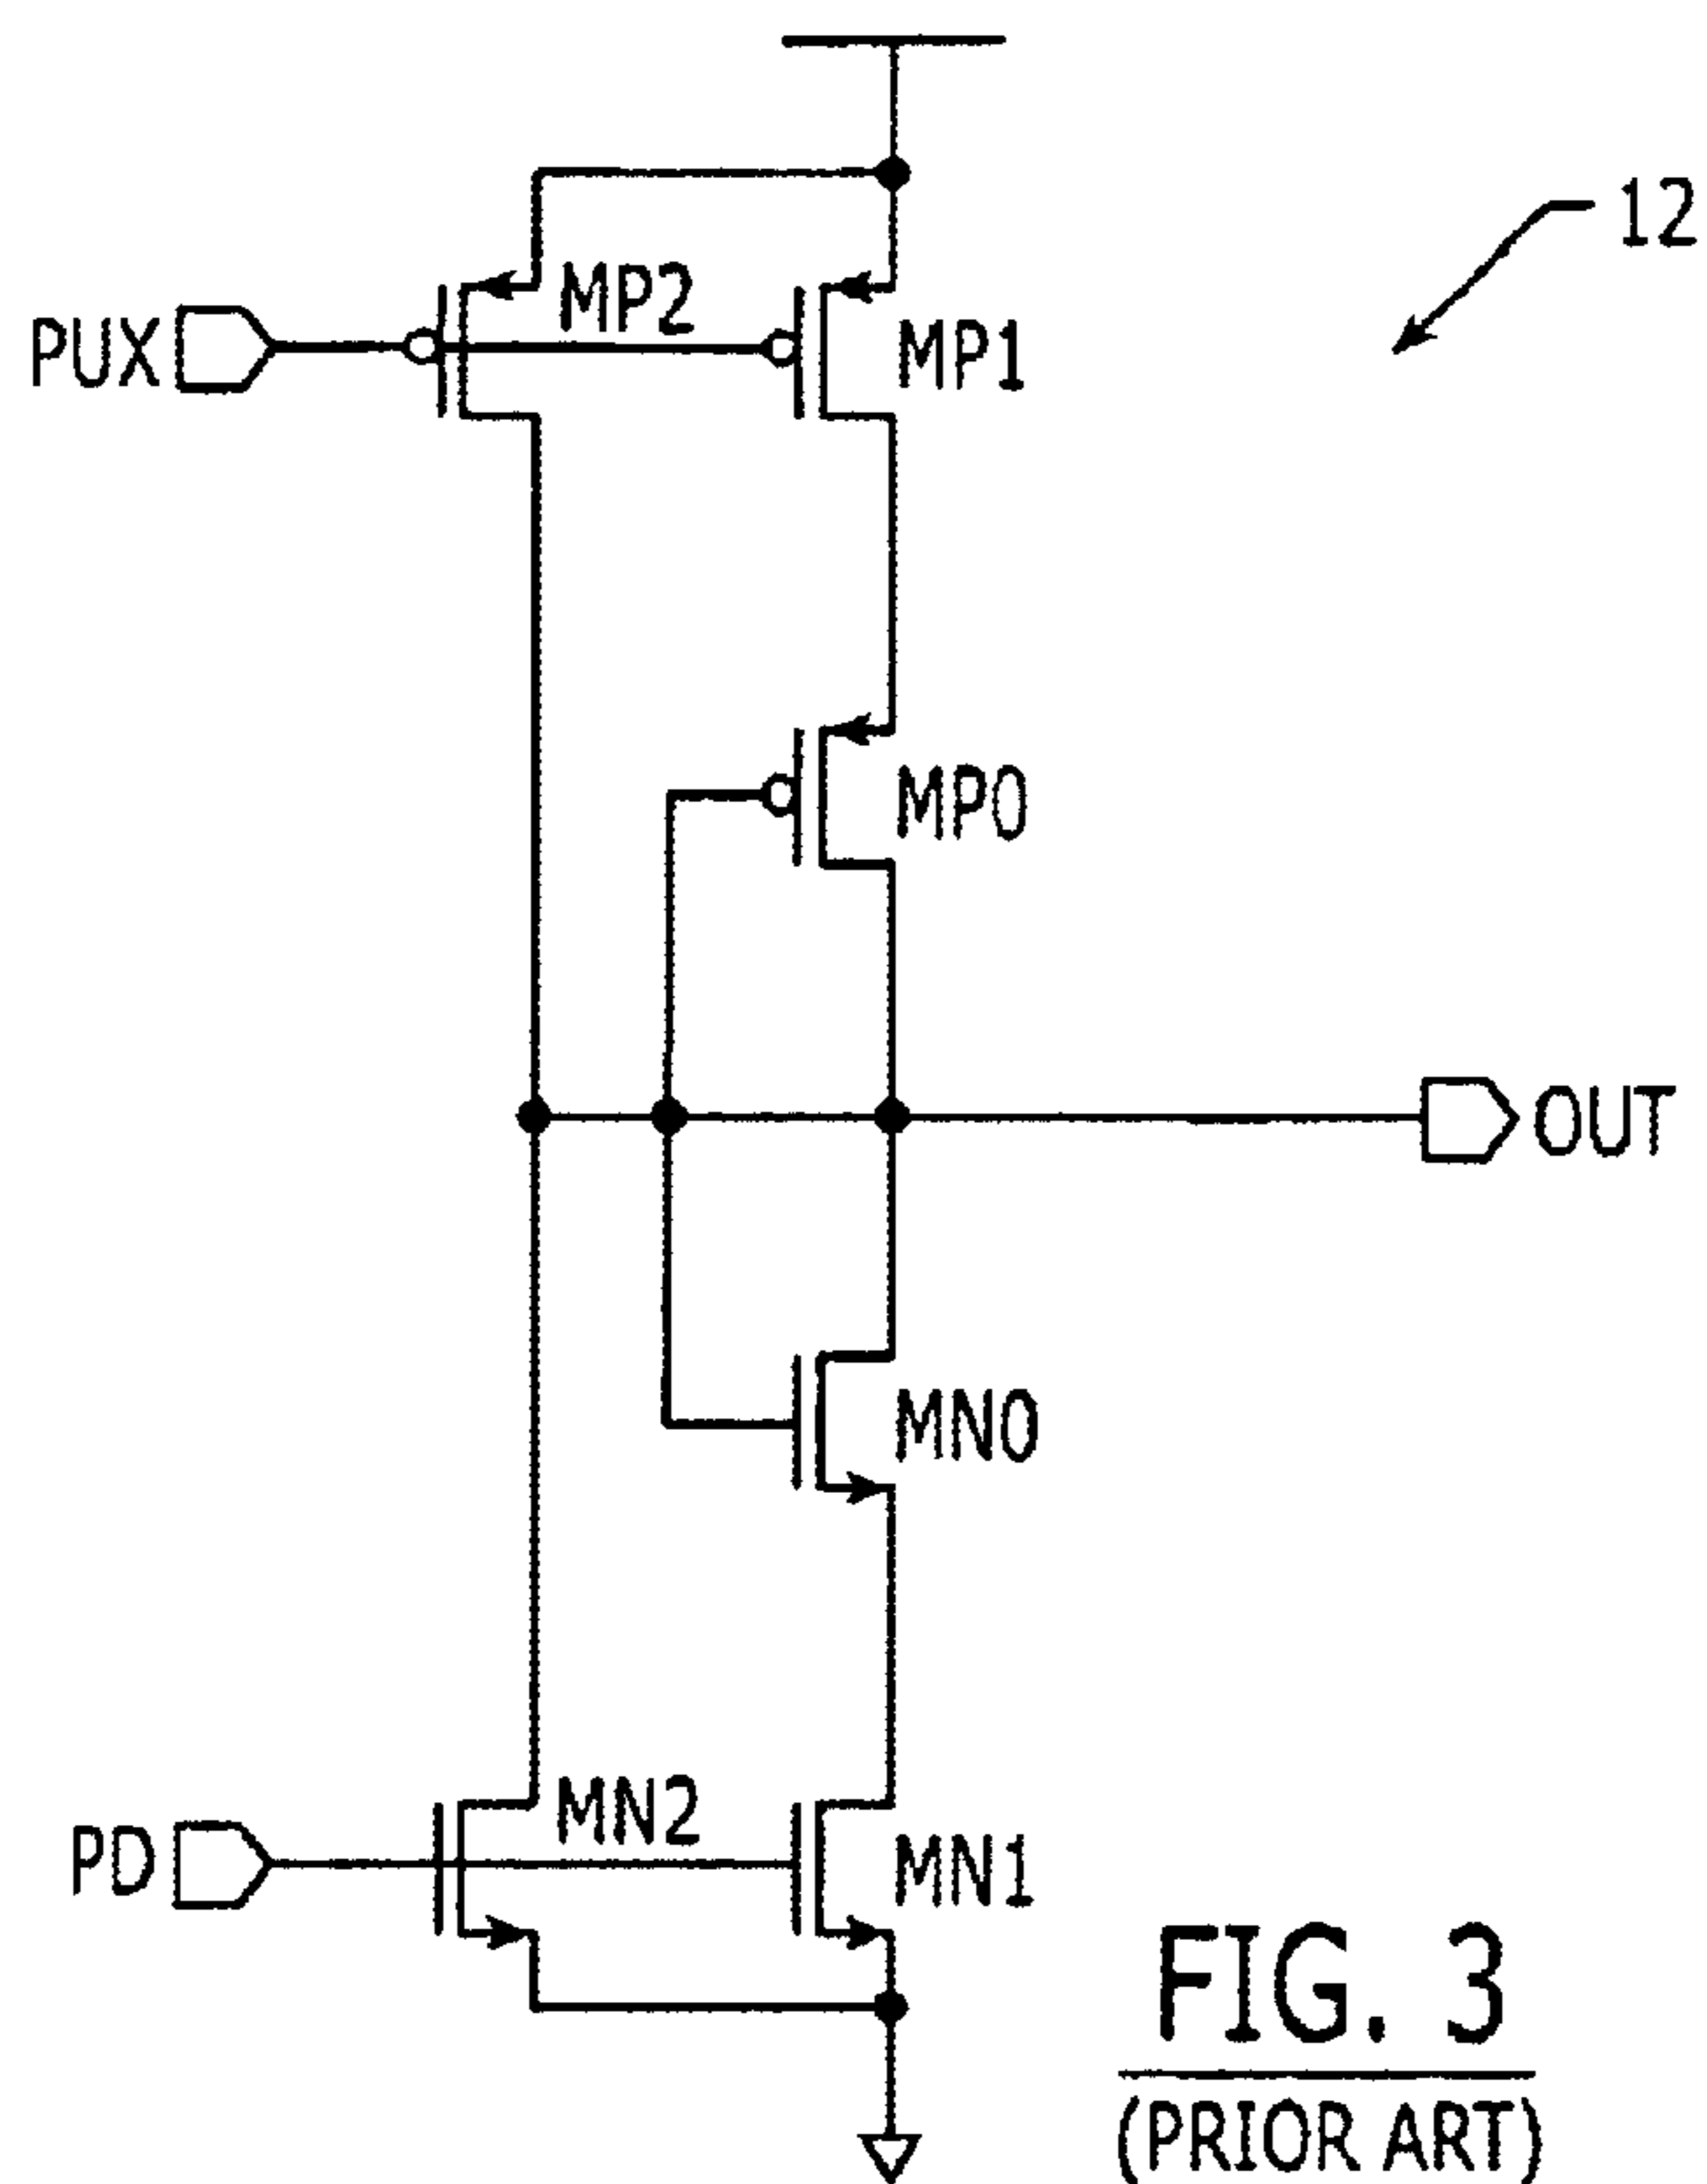 12
MP2
PUX
MP1
MP0
OUT
MN0
MN2
PD
MN1
FIG. 3
(PRIOR ART)